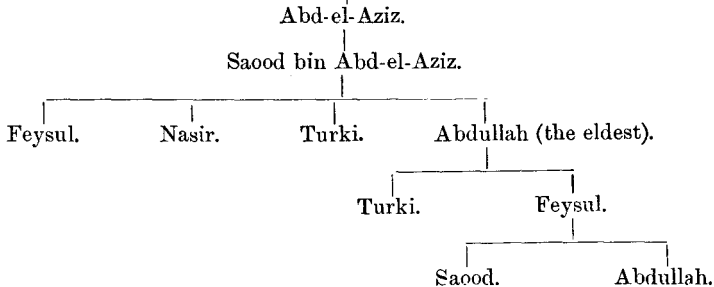 Abd-el-Aziz.
Saood bin Abd-el-Aziz.
Feysul. Nasir. Turki. Abdullah (the eldest).
Turki. Feysul.
Saood. Abdullah.